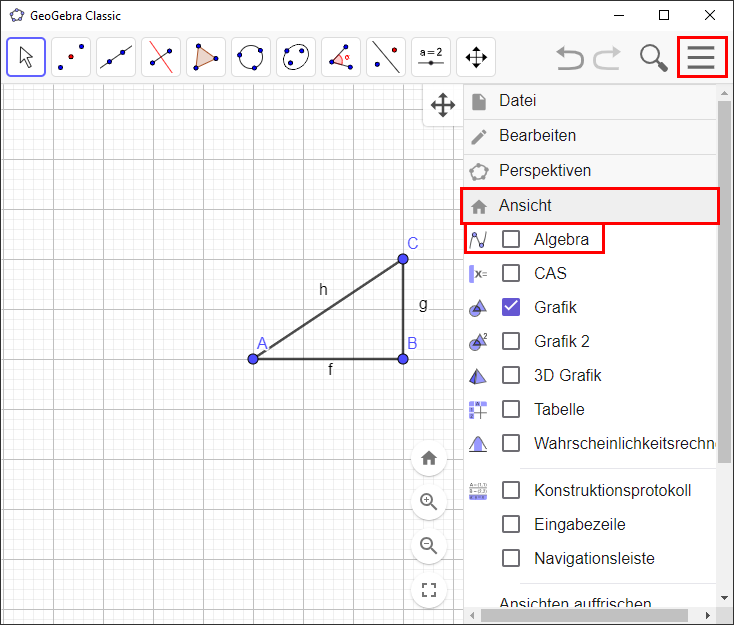 GeoGebra Classic
a=2
Datei
Bearbeiten
Perspektiven
Ansicht
Algebra
x= CAS
Grafik
2 Grafik 2
3D Grafik
Tabelle
Wahrscheinlichkeitsrechn
Konstruktionsprotokoll
Eingabezeile
Navigationsleiste
Ansichten auffrischen
C
h
g
A
B
f